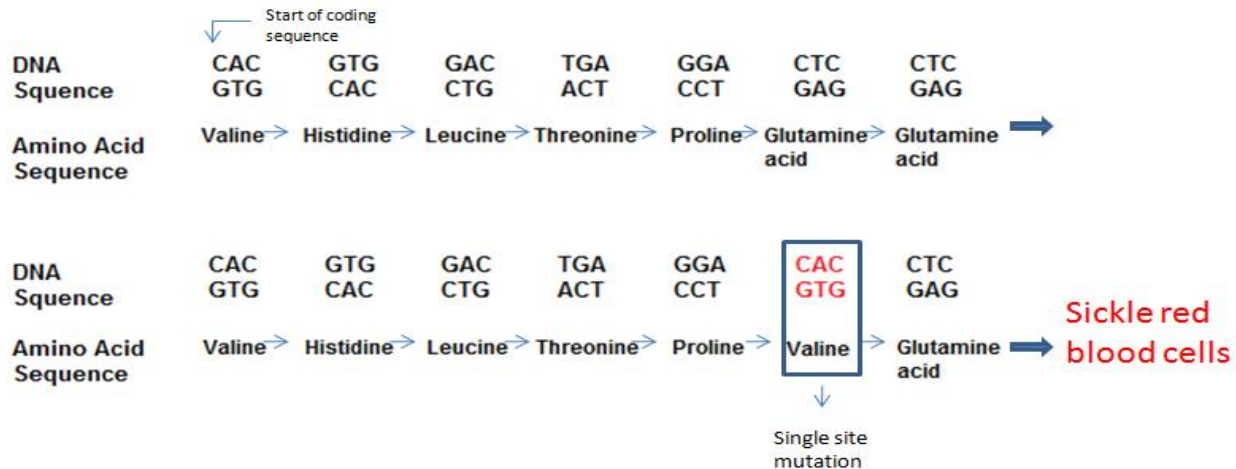 Start of coding
sequence
DNA CAC GTG GAC TGA GGA CTC CTC
Squence GTG CAC CTG ACT CCT GAG GAG
Amino Acid Valine Histidine Leucine Threonine Proline Glutamine Glutamine
Sequence acid acid
DNA CAC GTG GAC TGA GGA CAC CTC
Squence GTG CAC CTG ACT CCT GTG GAG
Amino Acid Valine Histidine Leucine Threonine Proline Valine Glutamine
Sequence acid
Sickle red
blood cells
Single site
mutation